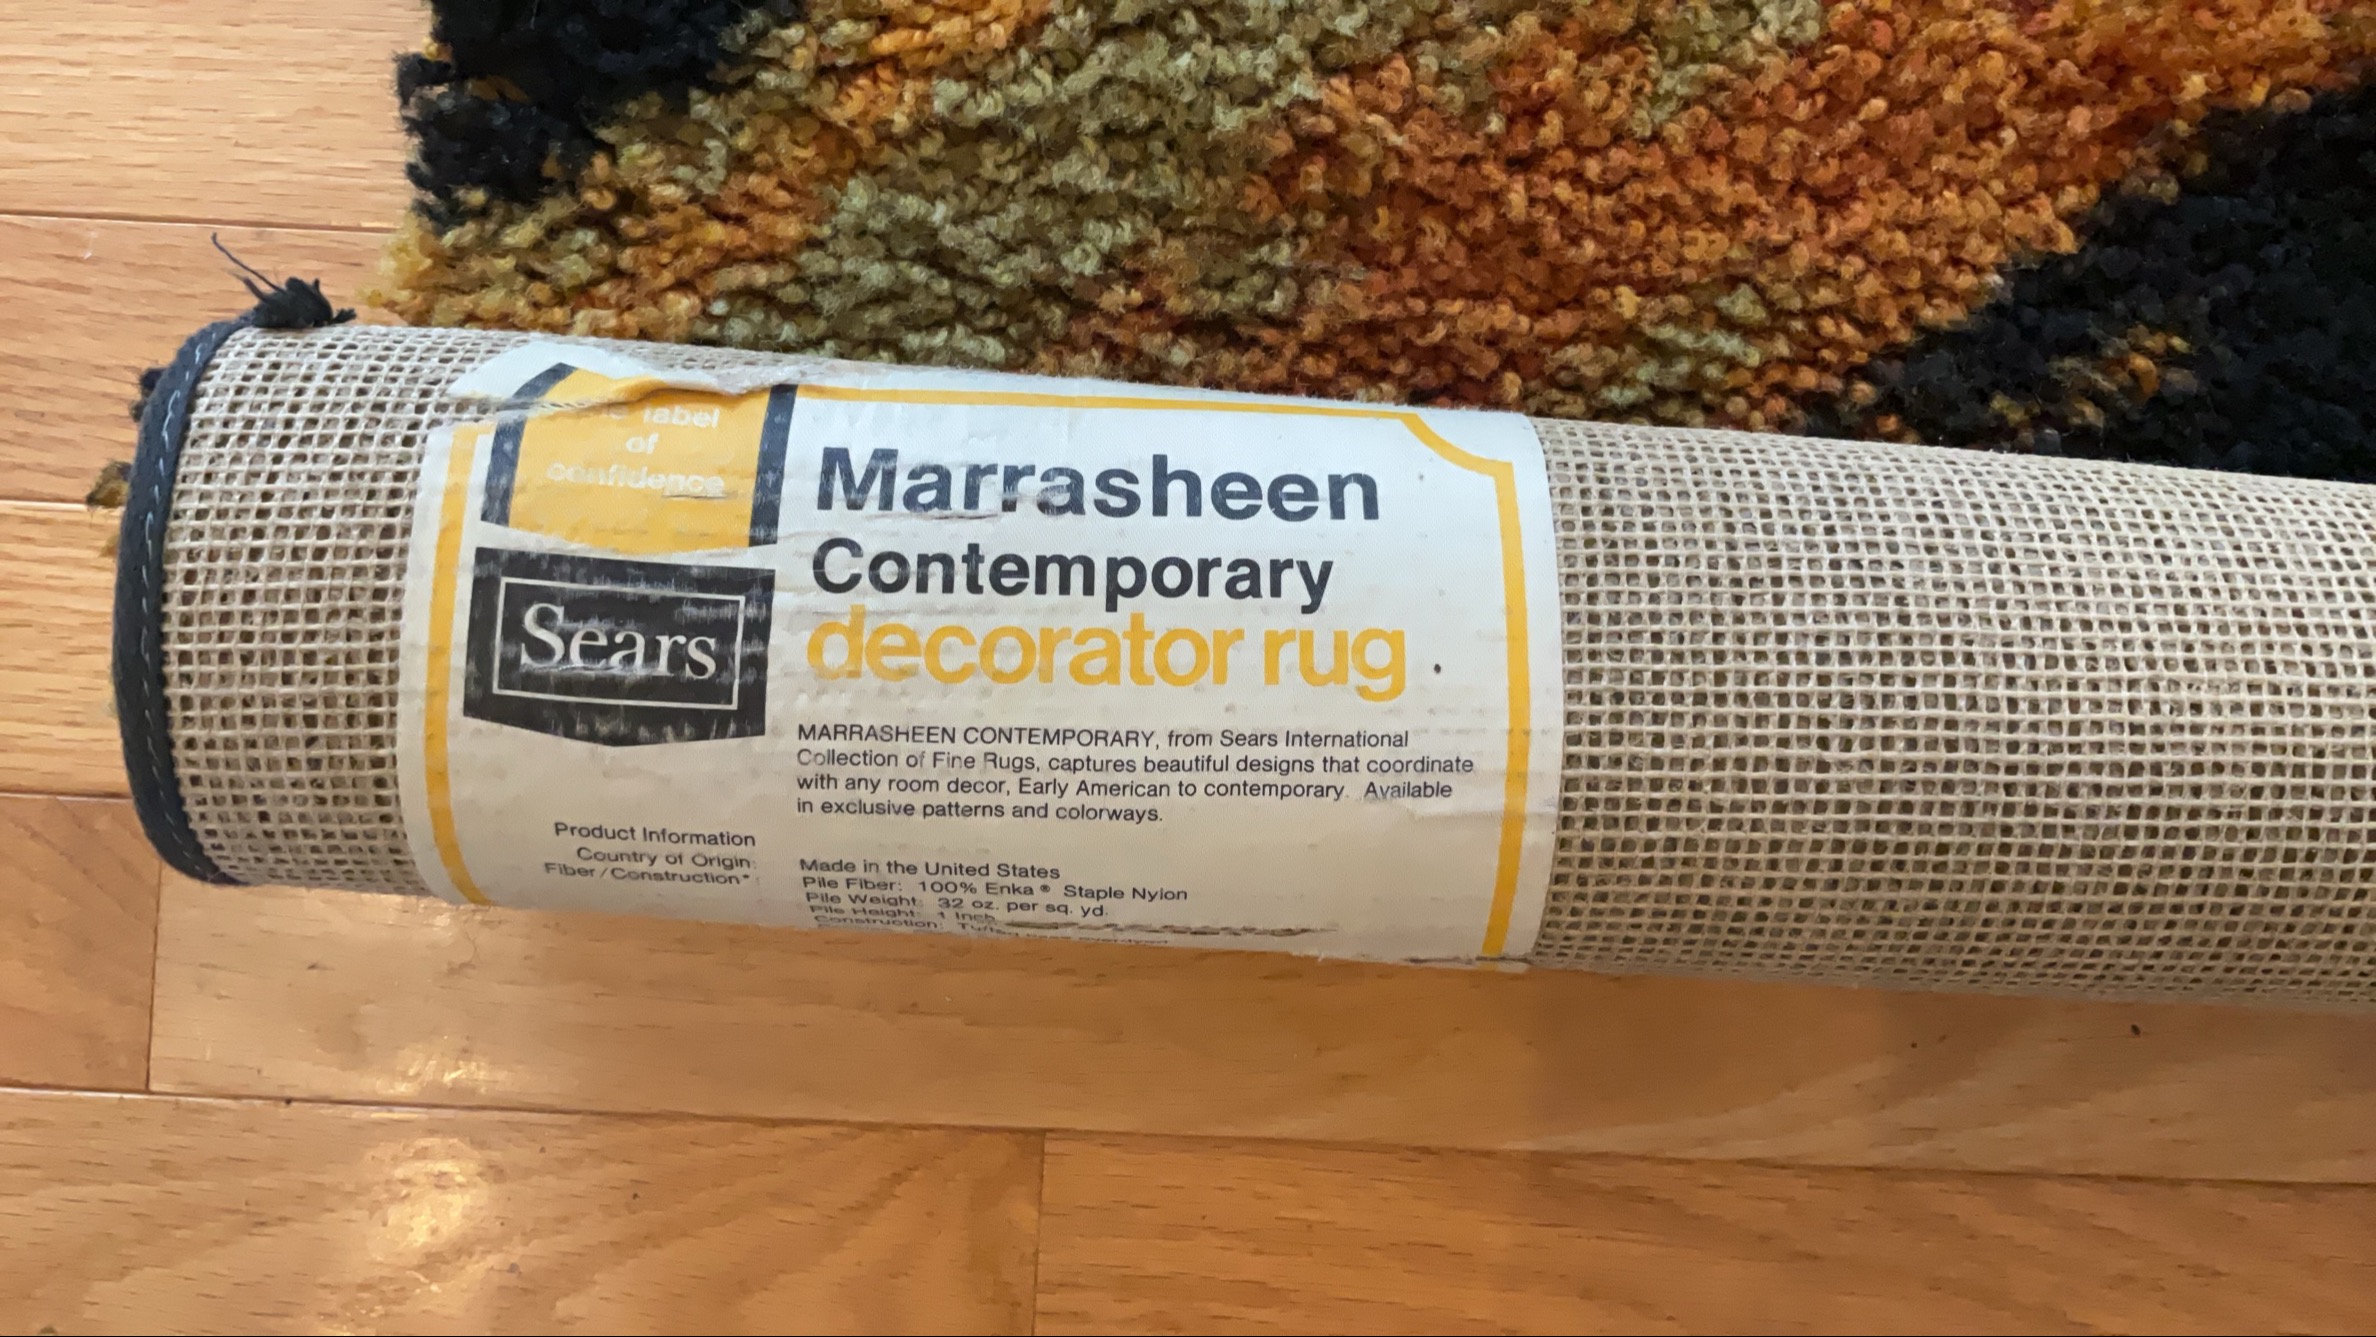 label
of
confidence
Sears
Marrasheen
Contemporary
decorator rug
MARRASHEEN CONTEMPORARY, from Sears International
Collection of Fine Rugs, captures beautiful designs that coordinate
with any room decor, Early American to contemporary. Available
in exclusive patterns and colorways.
Product Information
Country of Origin: Made in the United States
Fiber/Construction*: Pile Fiber: 100% Enka® Staple Nylon
Pile Weight: 32 oz. per sq. yd.
Pile Height: 1 Inch
Construction: